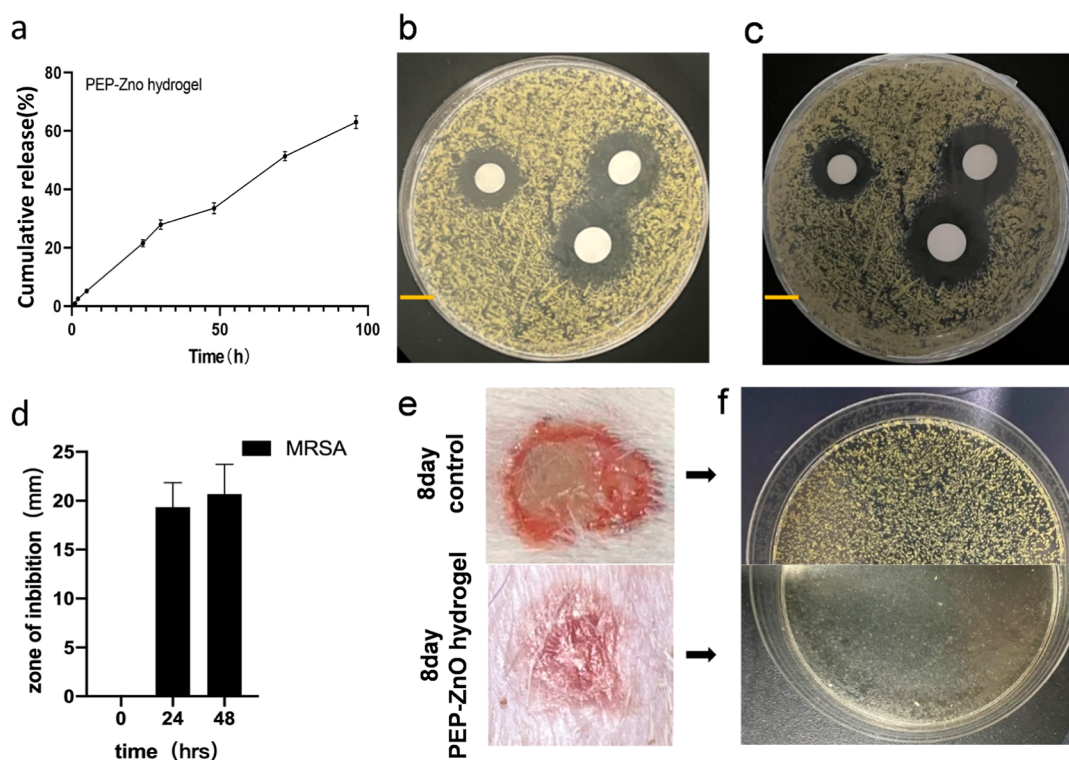 a
80
PEP-Zno hydrogel
60
40
20
0
Cumulative release(%)
0
50
100
Time(h)
b
c
d
MRSA
25
20
15
10
5
0
zone of inbibition (mm)
0
24
48
time (hrs)
e
8day
control
8day
PEP-ZnO hydrogel
f